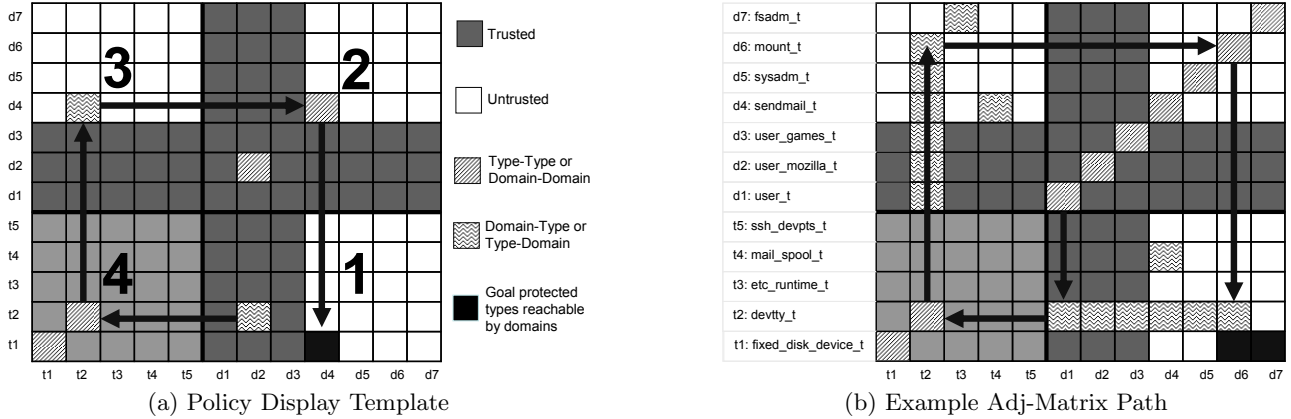 d7
d6
d5
d4
d3
d2
d1
t5
t4
t3
t2
t1
t1 t2 t3 t4 t5 d1 d2 d3 d4 d5 d6 d7
3
2
4
1
Trusted
Untrusted
Type-Type or
Domain-Domain
Domain-Type or
Type-Domain
Goal protected
types reachable
by domains
(a) Policy Display Template
d7: fsadm_t
d6: mount_t
d5: sysadm_t
d4: sendmail_t
d3: user_games_t
d2: user_mozilla_t
d1: user_t
t5: ssh_devpts_t
t4: mail_spool_t
t3: etc_runtime_t
t2: devtty_t
t1: fixed_disk_device_t
t1 t2 t3 t4 t5 d1 d2 d3 d4 d5 d6 d7
(b) Example Adj-Matrix Path